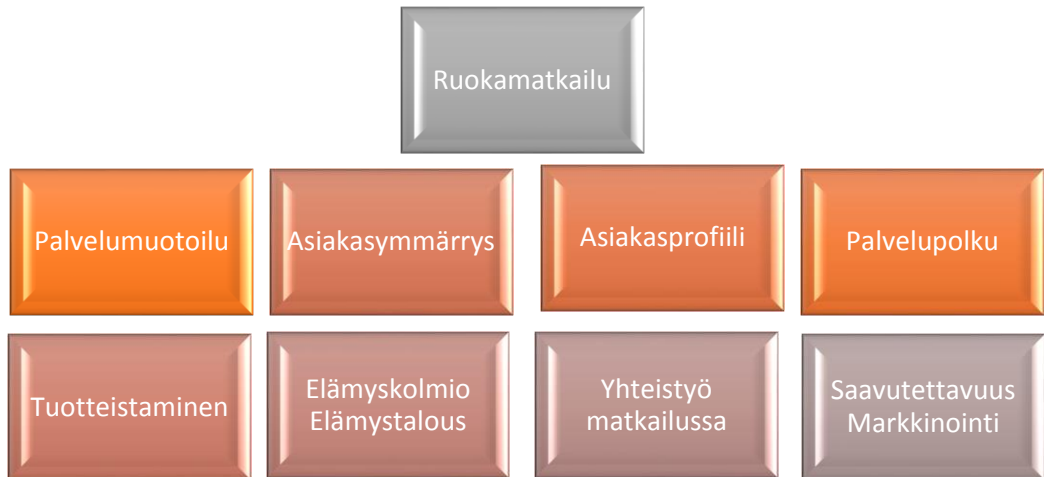 Ruokamatkailu
Palvelumuotoilu
Asiakasymmärrys
Asiakasprofiili
Palvelupolku
Tuotteistaminen
Elämyskolmio
Elämystalous
Yhteistyö
matkailussa
Saavutettavuus
Markkinointi